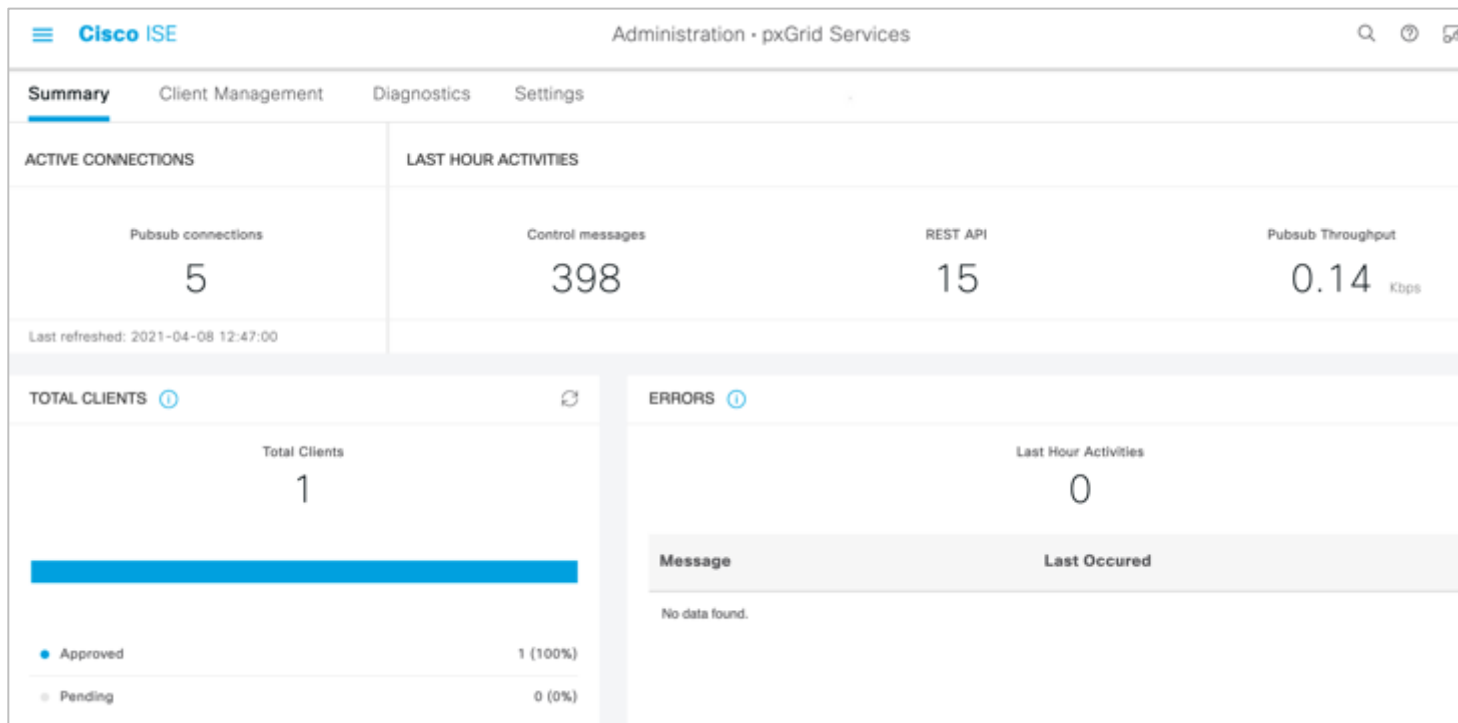 Cisco ISE
Administration · pxGrid Services
Summary Client Management Diagnostics Settings
ACTIVE CONNECTIONS
LAST HOUR ACTIVITIES
Pubsub connections
5
Control messages
398
REST API
15
Pubsub Throughput
0.14 Kbps
Last refreshed: 2021-04-08 12:47:00
TOTAL CLIENTS
Total Clients
1
Approved 1 (100%)
Pending 0 (0%)
ERRORS
Last Hour Activities
0
Message Last Occured
No data found.